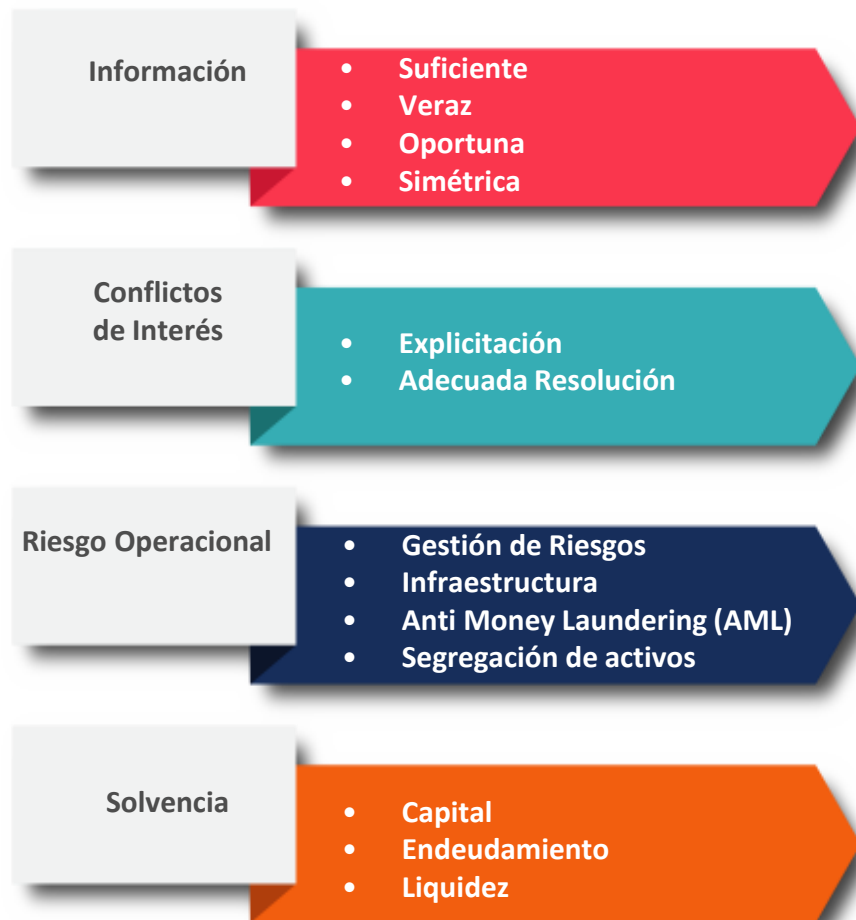 Información
• Suficiente
• Veraz
• Oportuna
• Simétrica
Conflictos
de Interés
• Explicitación
• Adecuada Resolución
Riesgo Operacional
• Gestión de Riesgos
• Infraestructura
• Anti Money Laundering (AML)
• Segregación de activos
Solvencia
• Capital
• Endeudamiento
• Liquidez